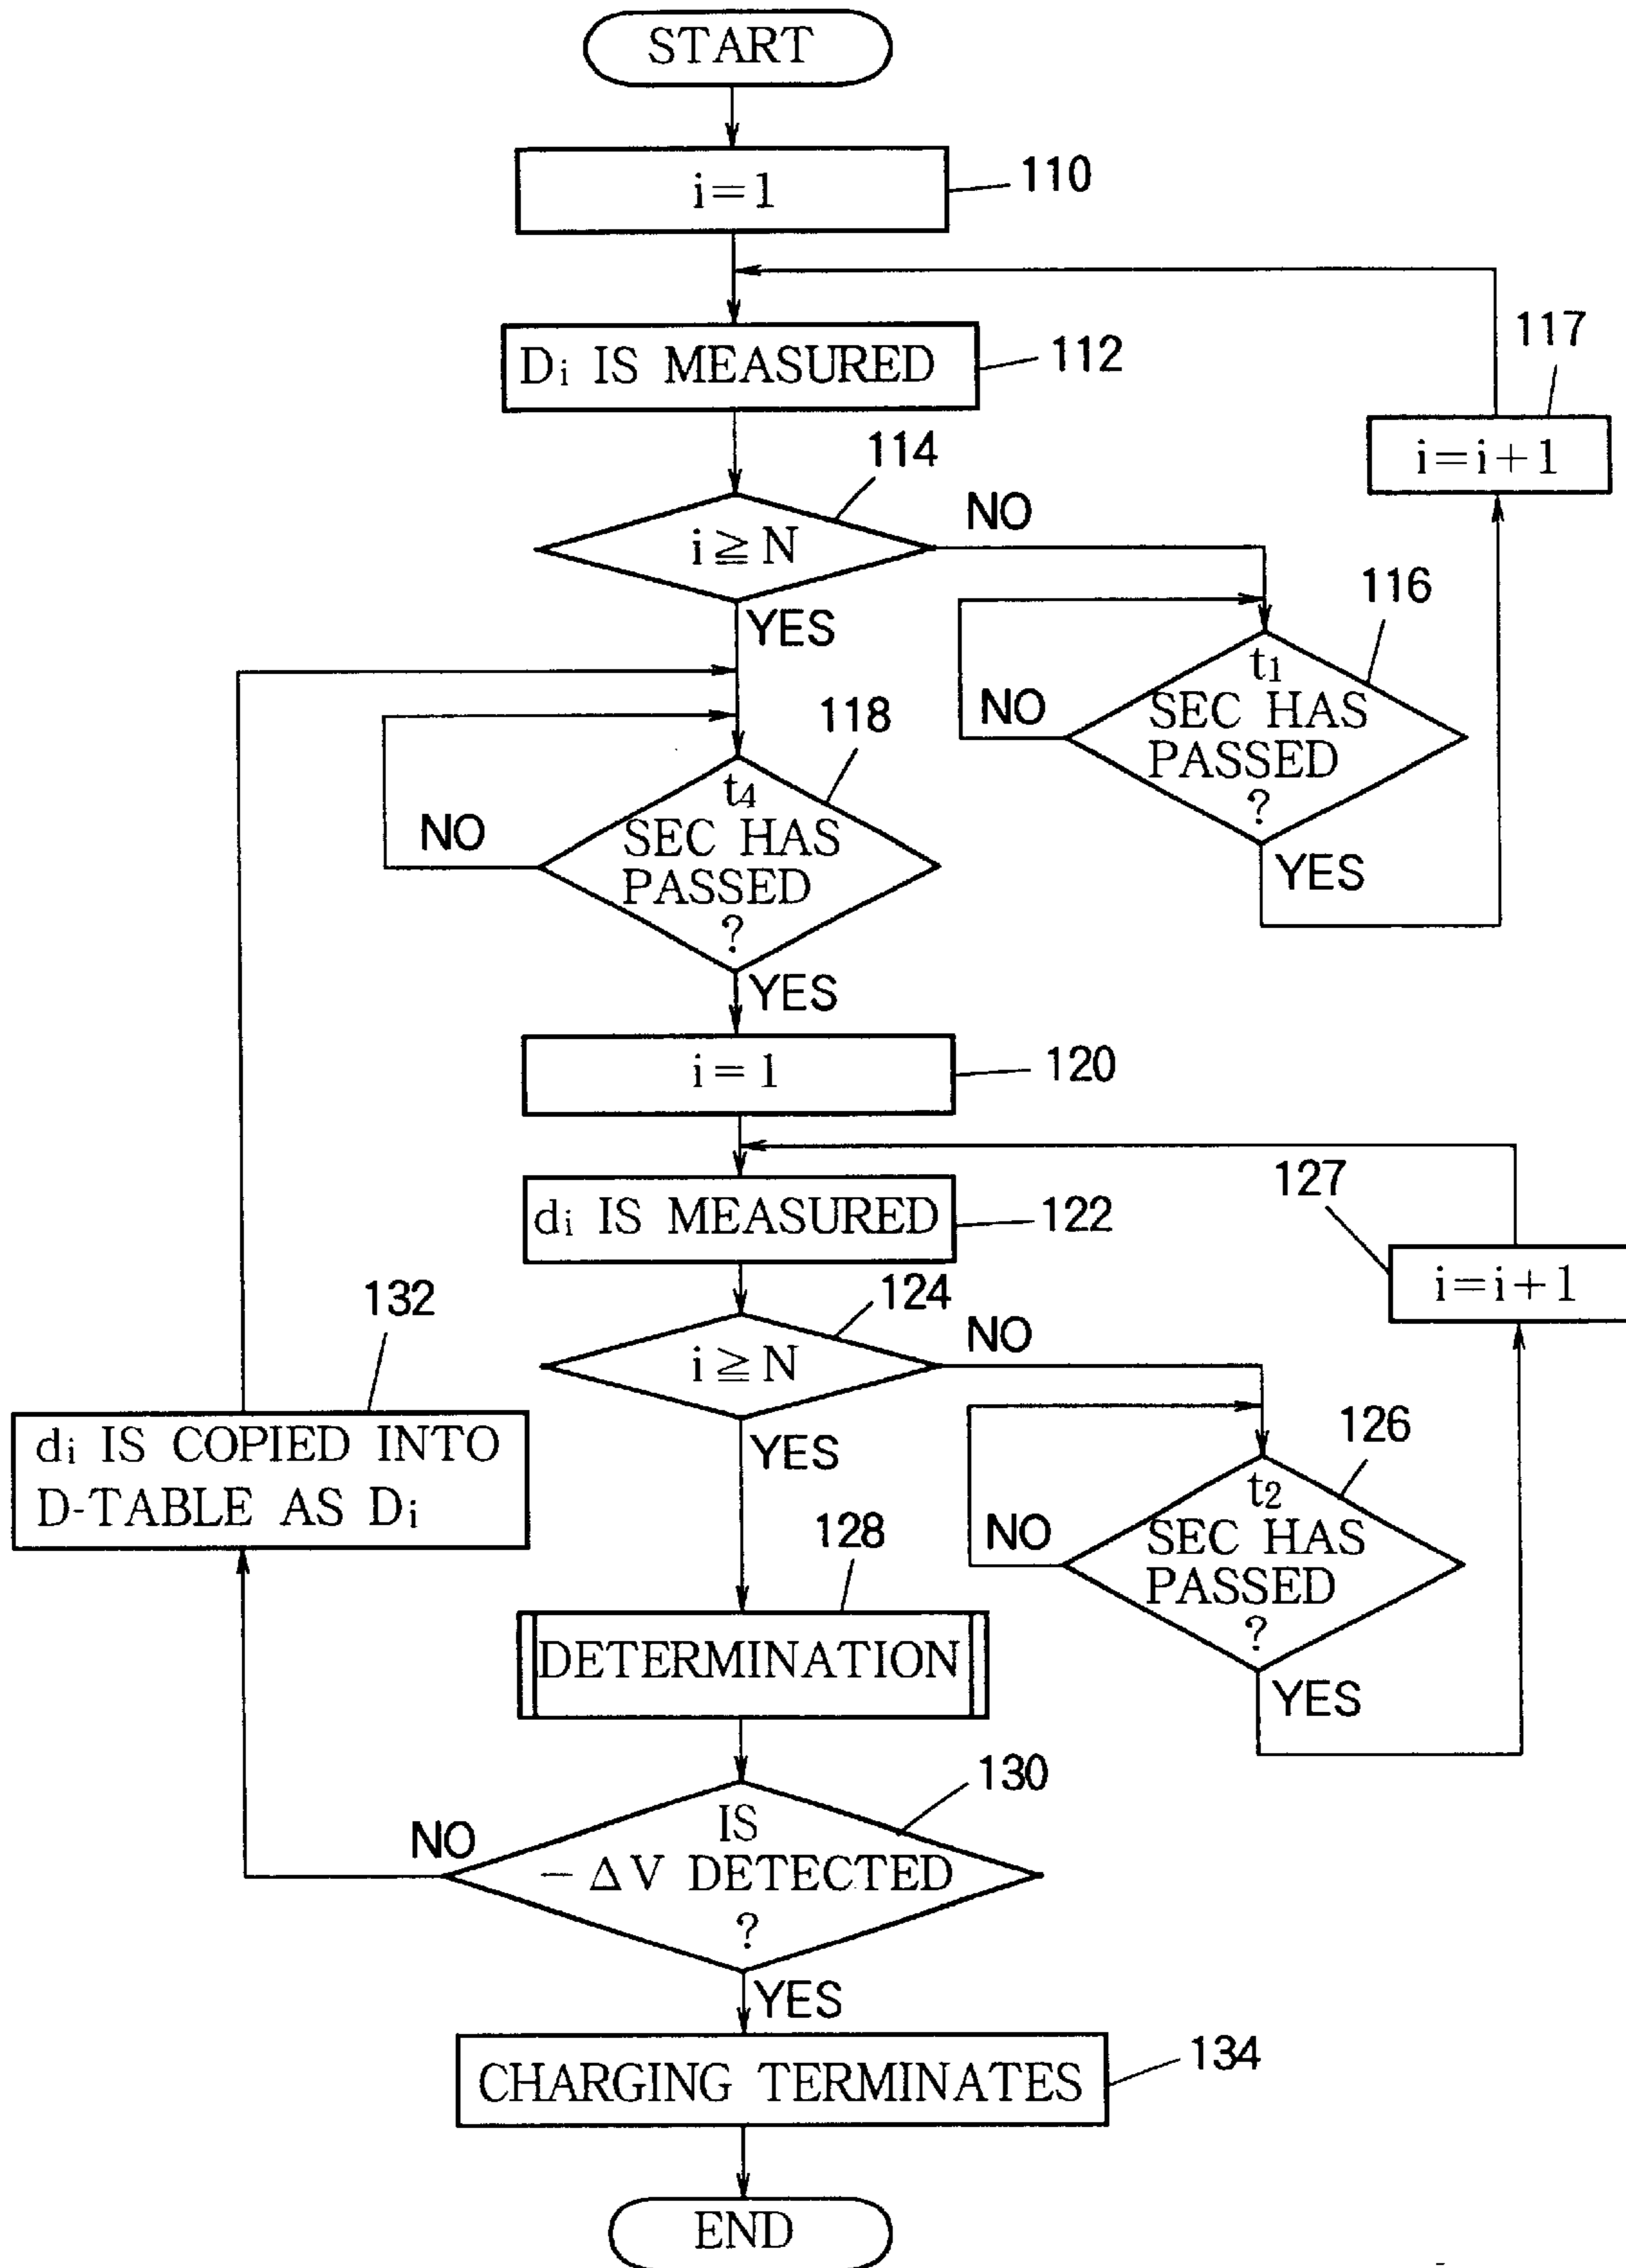 START
i=1
110
Di IS MEASURED
112
117
i=i+1
114
i≧N
NO
YES
116
t1
SEC HAS
PASSED
?
NO
YES
118
t4
SEC HAS
PASSED
?
NO
YES
i=1
120
di IS MEASURED
122
127
i=i+1
124
i≧N
NO
YES
132
di IS COPIED INTO
D-TABLE AS Di
126
t2
SEC HAS
PASSED
?
NO
YES
128
DETERMINATION
130
IS
−ΔV DETECTED
?
NO
YES
CHARGING TERMINATES
134
END